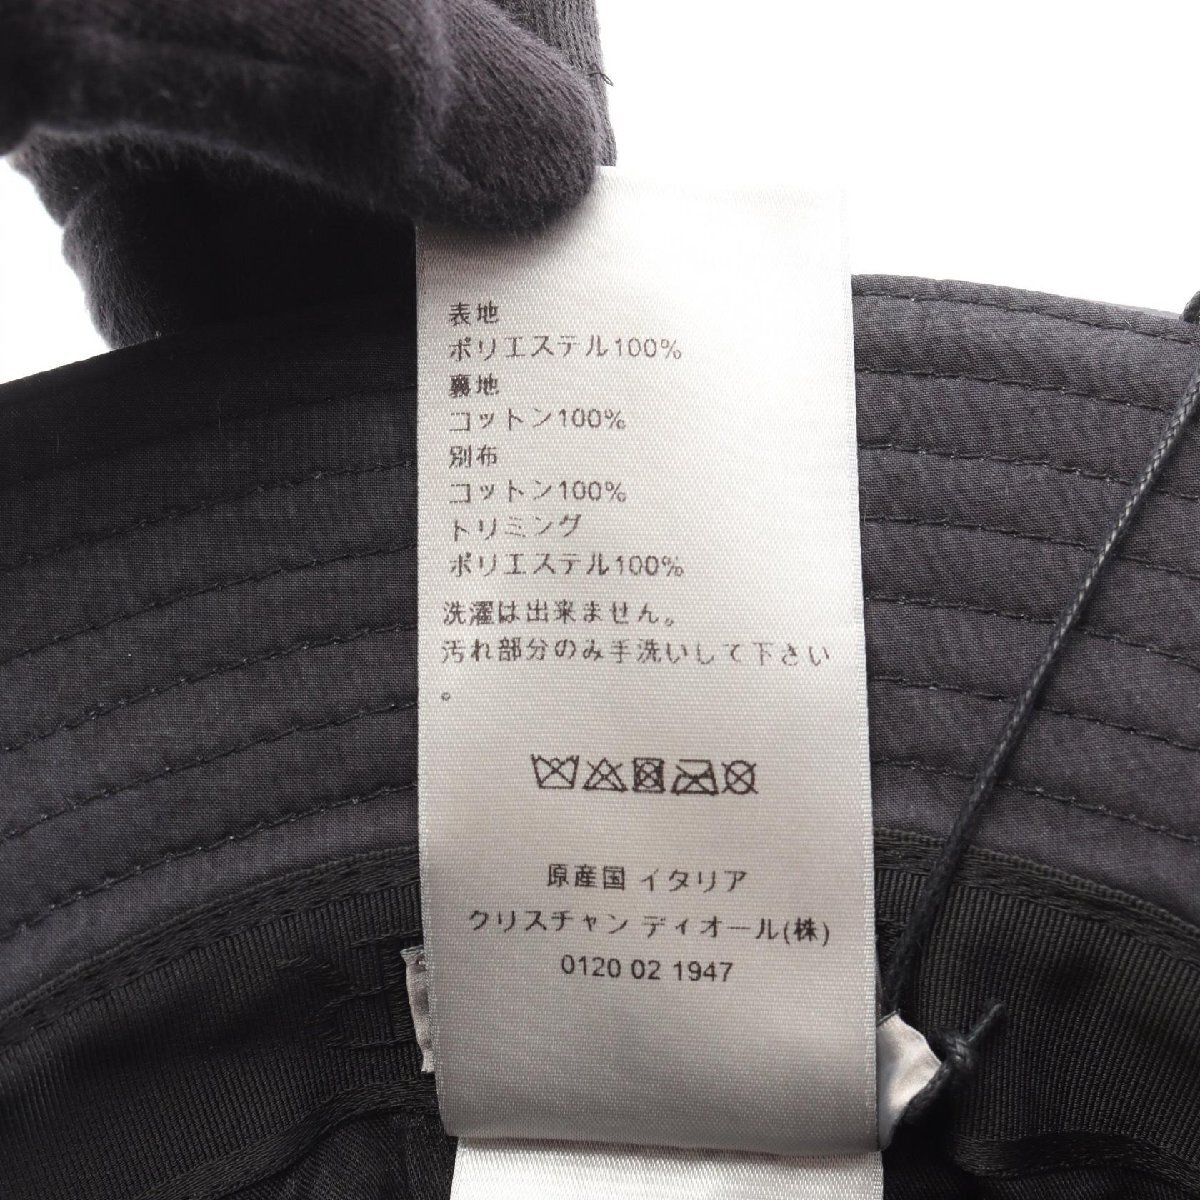 表地
ポリエステル100%
裏地
コットン100%
別布
コットン100%
トリミング
ポリエステル100%
洗濯は出来ません。
汚れ部分のみ手洗いして下さい
。
原産国 イタリア
クリスチャン ディオール(株)
0120 02 1947